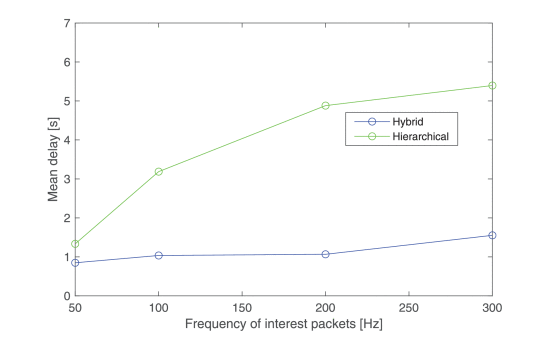 7
6
5
4
3
2
1
0
Mean delay [s]
Hybrid
Hierarchical
50 100 150 200 250 300
Frequency of interest packets [Hz]